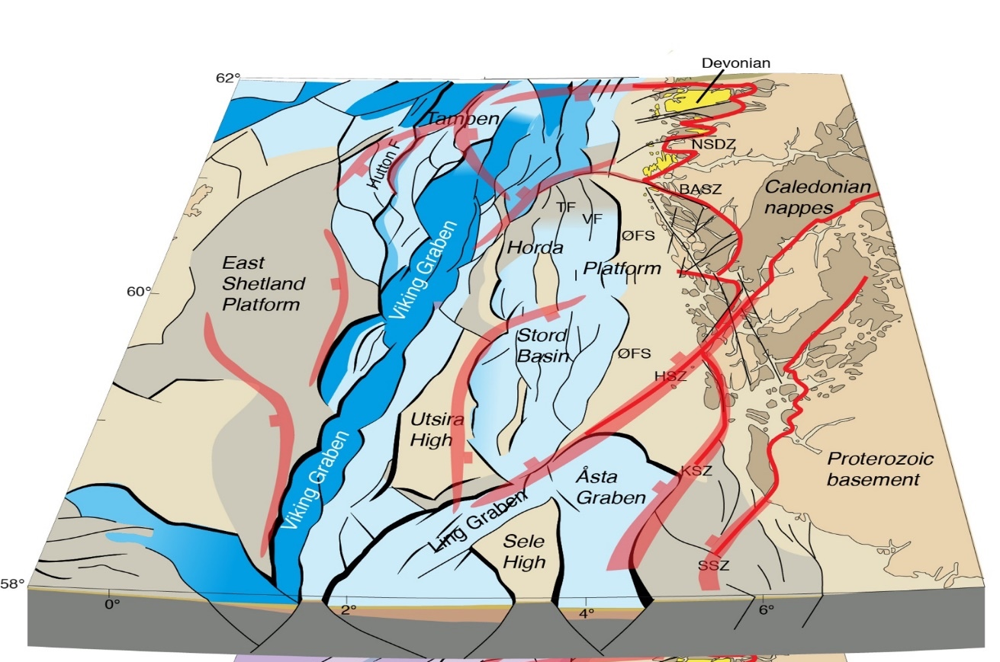 Devonian
62°
Tampen
NSDZ
Hutton F
BASZ
Caledonian
nappes
TF
VF
ØFS
Horda
Platform
East
Shetland
Platform
60°
Viking Graben
Stord
Basin
ØFS
HSZ
Utsira
High
Viking Graben
Proterozoic
basement
KSZ
Åsta
Graben
Ling Graben
Sele
High
SSZ
58°
0°
2°
4°
6°